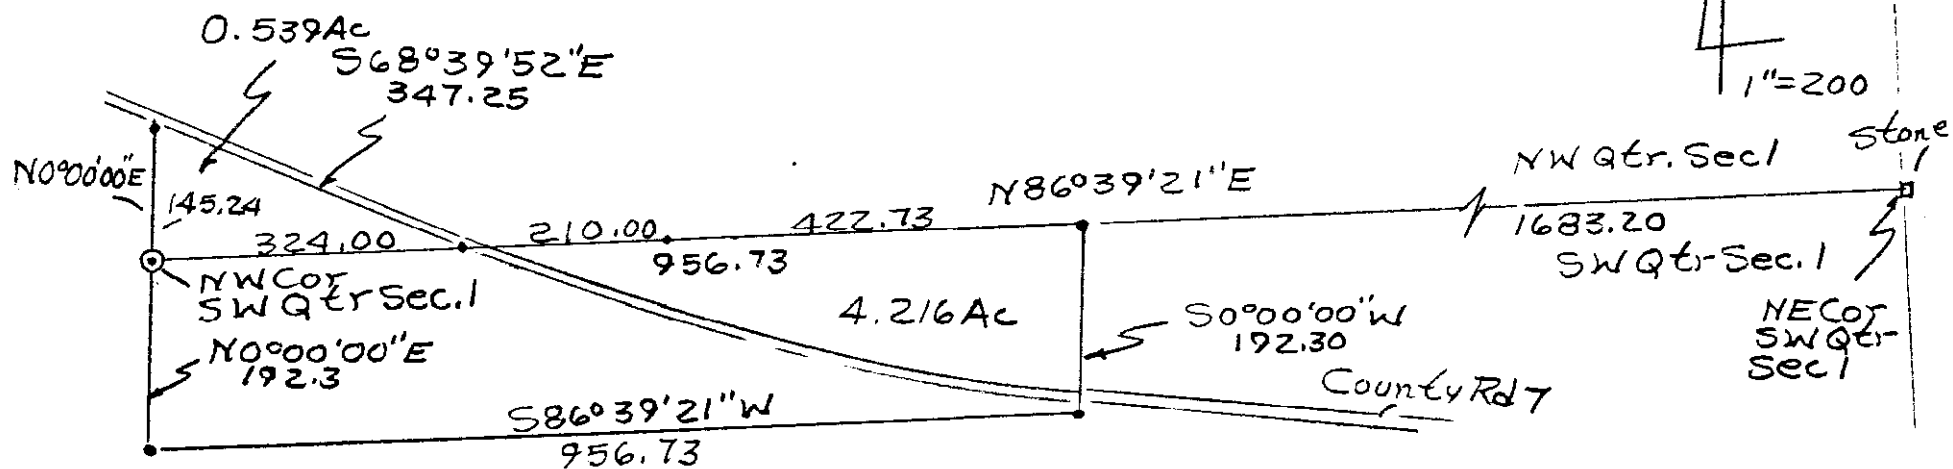 0.539Ac
S68°39'52"E
347.25
1"=200
Stone
NW Qtr. Sec1
N0°00'00"E
145.24
N86°39'21"E
324.00
210.00
422.73
956.73
1683.20
SW Qtr Sec. 1
NW Cor
SW Qtr Sec. 1
4.216Ac
S0°00'00"W
192.30
NE Cor
SW Qtr
Sec 1
N0°00'00"E
192.3
County Rd 7
S86°39'21"W
956.73